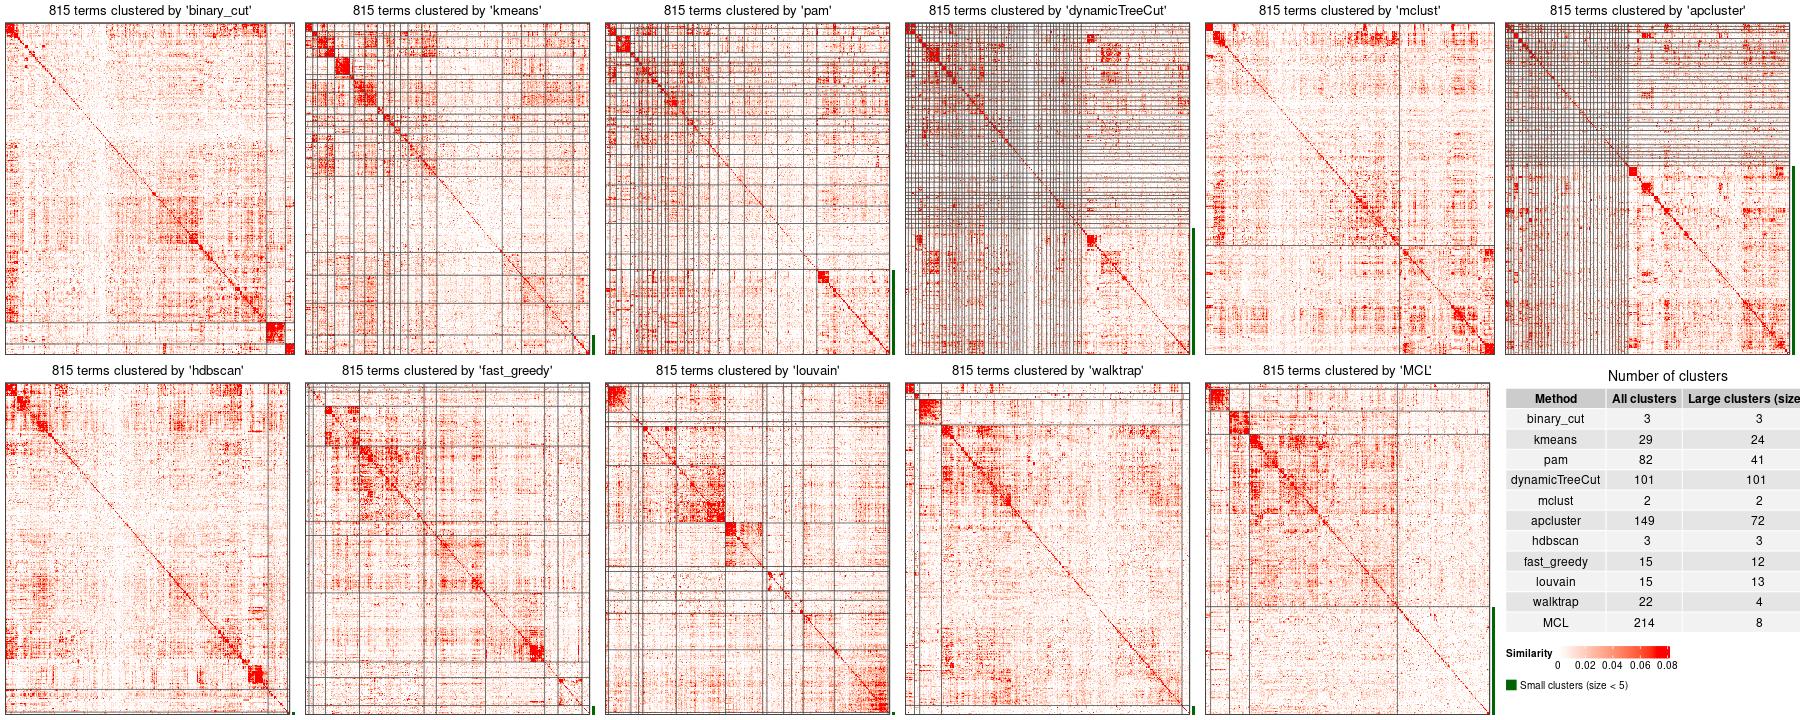 815 terms clustered by 'binary_cut'
815 terms clustered by 'kmeans'
815 terms clustered by 'pam'
815 terms clustered by 'dynamicTreeCut'
815 terms clustered by 'mclust'
815 terms clustered by 'apcluster'
815 terms clustered by 'hdbscan'
815 terms clustered by 'fast_greedy'
815 terms clustered by 'louvain'
815 terms clustered by 'walktrap'
815 terms clustered by 'MCL'
Number of clusters
Method All clusters Large clusters (size
binary_cut 3 3
kmeans 29 24
pam 82 41
dynamicTreeCut 101 101
mclust 2 2
apcluster 149 72
hdbscan 3 3
fast_greedy 15 12
louvain 15 13
walktrap 22 4
MCL 214 8
Similarity
0 0.02 0.04 0.06 0.08
Small clusters (size < 5)